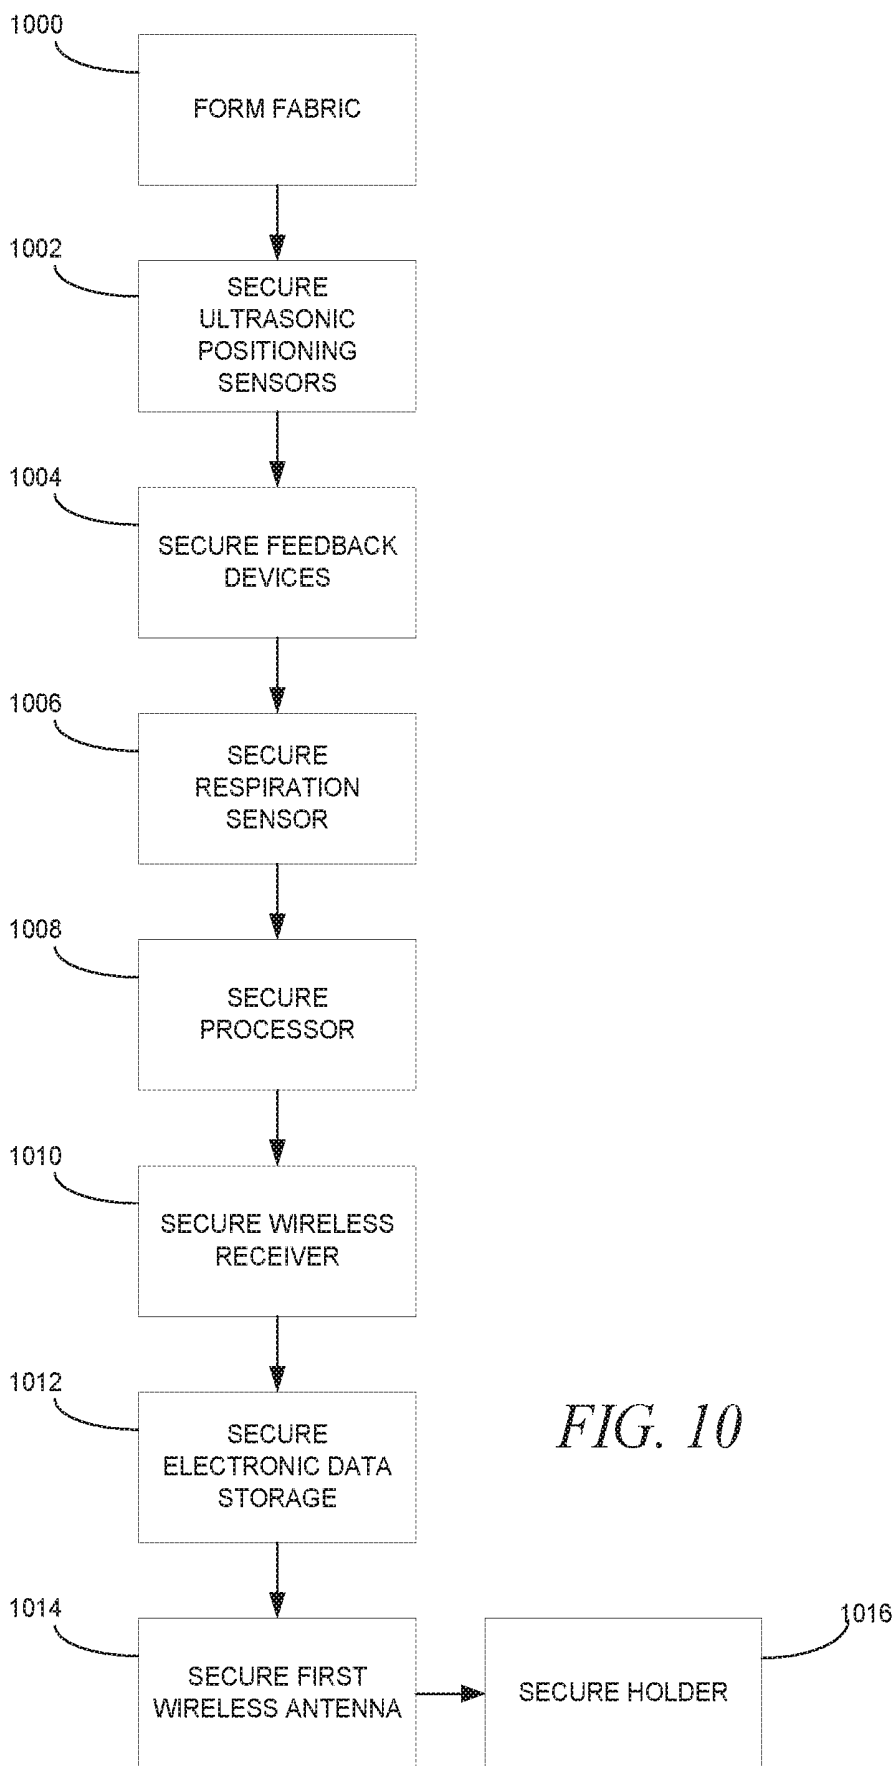 1000
FORM FABRIC
1002
SECURE
ULTRASONIC
POSITIONING
SENSORS
1004
SECURE FEEDBACK
DEVICES
1006
SECURE
RESPIRATION
SENSOR
1008
SECURE
PROCESSOR
1010
SECURE WIRELESS
RECEIVER
1012
SECURE
ELECTRONIC DATA
STORAGE
FIG. 10
1014
SECURE FIRST
WIRELESS ANTENNA
1016
SECURE HOLDER